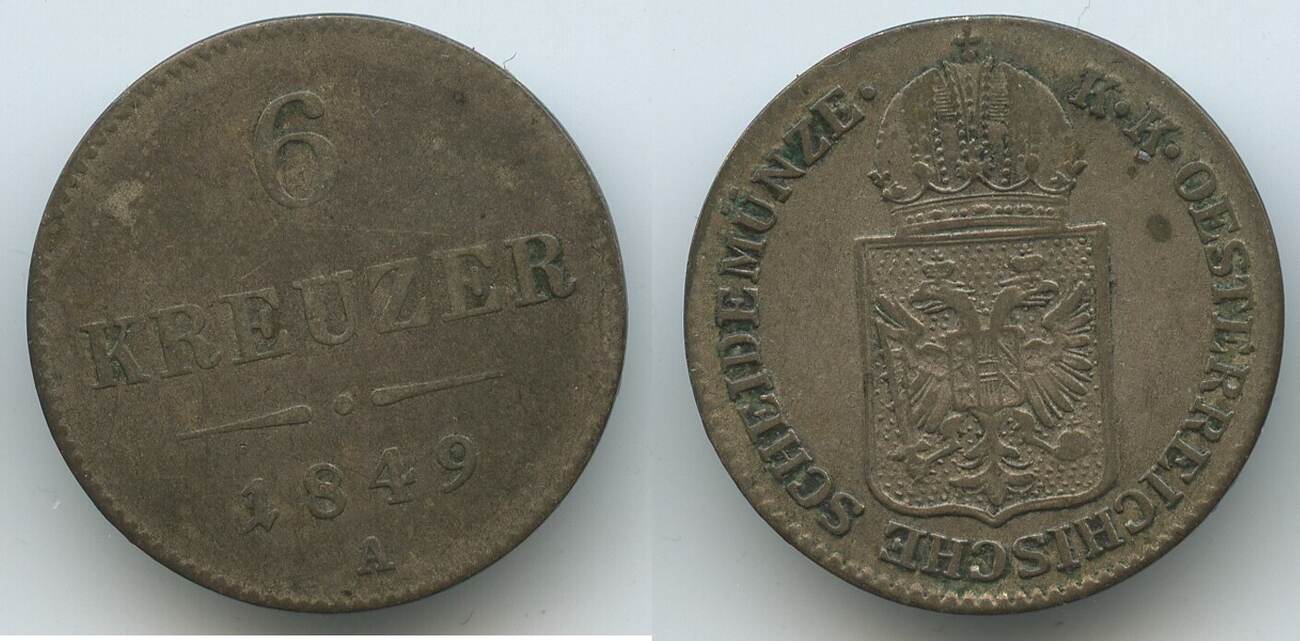 6
KREUZER
1849
A
K·K·OESTERREICHISCHE SCHEIDEMÜNZE·